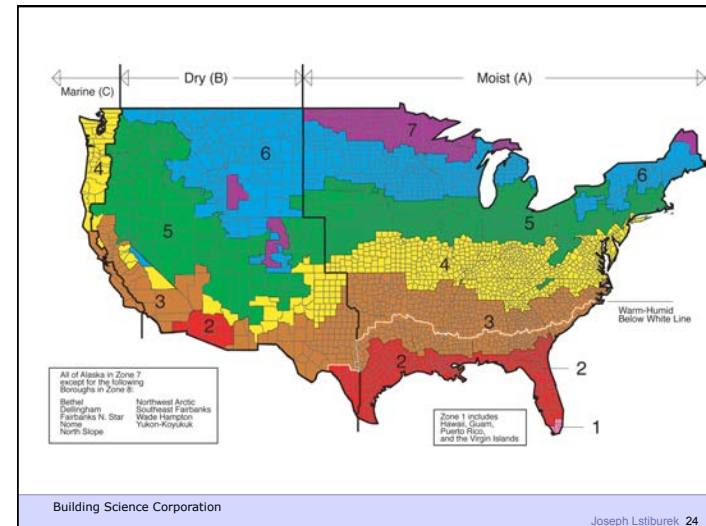 Marine (C)
Dry (B)
Moist (A)
7
6
6
4
5
5
4
3
3
Warm-Humid
Below White Line
2
2
2
1
All of Alaska in Zone 7
except for the following
Boroughs in Zone 8:
Bethel
Dellingham
Fairbanks N. Star
Nome
North Slope
Northwest Arctic
Southeast Fairbanks
Wade Hampton
Yukon-Koyukuk
Zone 1 includes
Hawaii, Guam,
Puerto Rico,
and the Virgin Islands
Building Science Corporation
Joseph Lstiburek 24